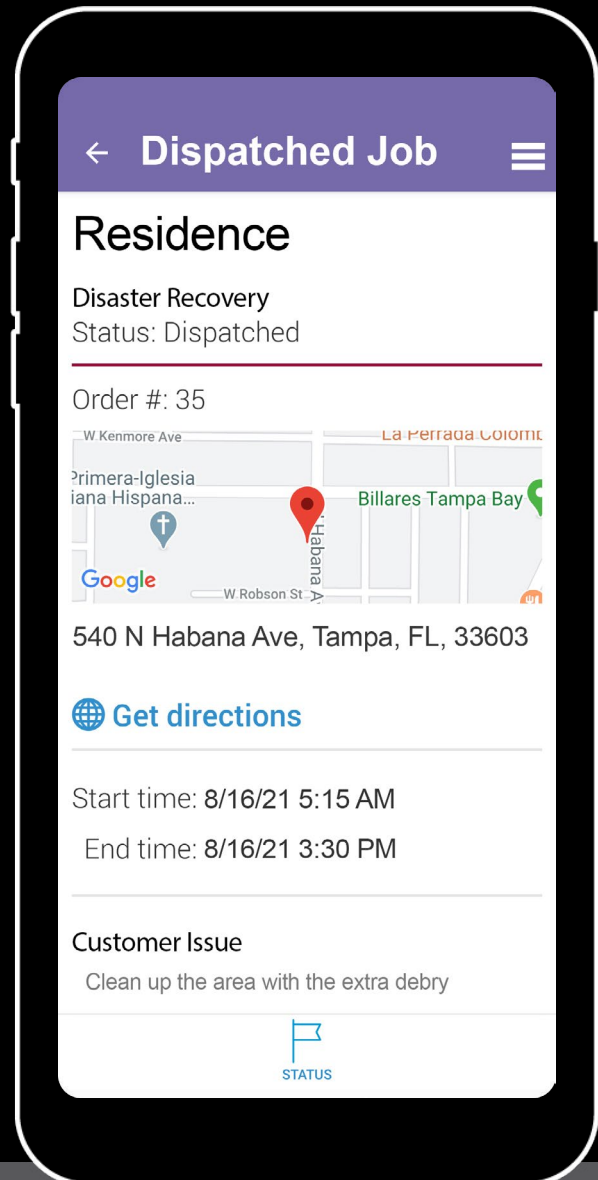 Dispatched Job
Residence
Disaster Recovery
Status: Dispatched
Order #: 35
W Kenmore Ave
La Perrada Colomb
Primera-Iglesia
iana Hispana...
Billares Tampa Bay
Habana A
Google
W Robson St
540 N Habana Ave, Tampa, FL, 33603
Get directions
Start time: 8/16/21 5:15 AM
End time: 8/16/21 3:30 PM
Customer Issue
Clean up the area with the extra debry
STATUS